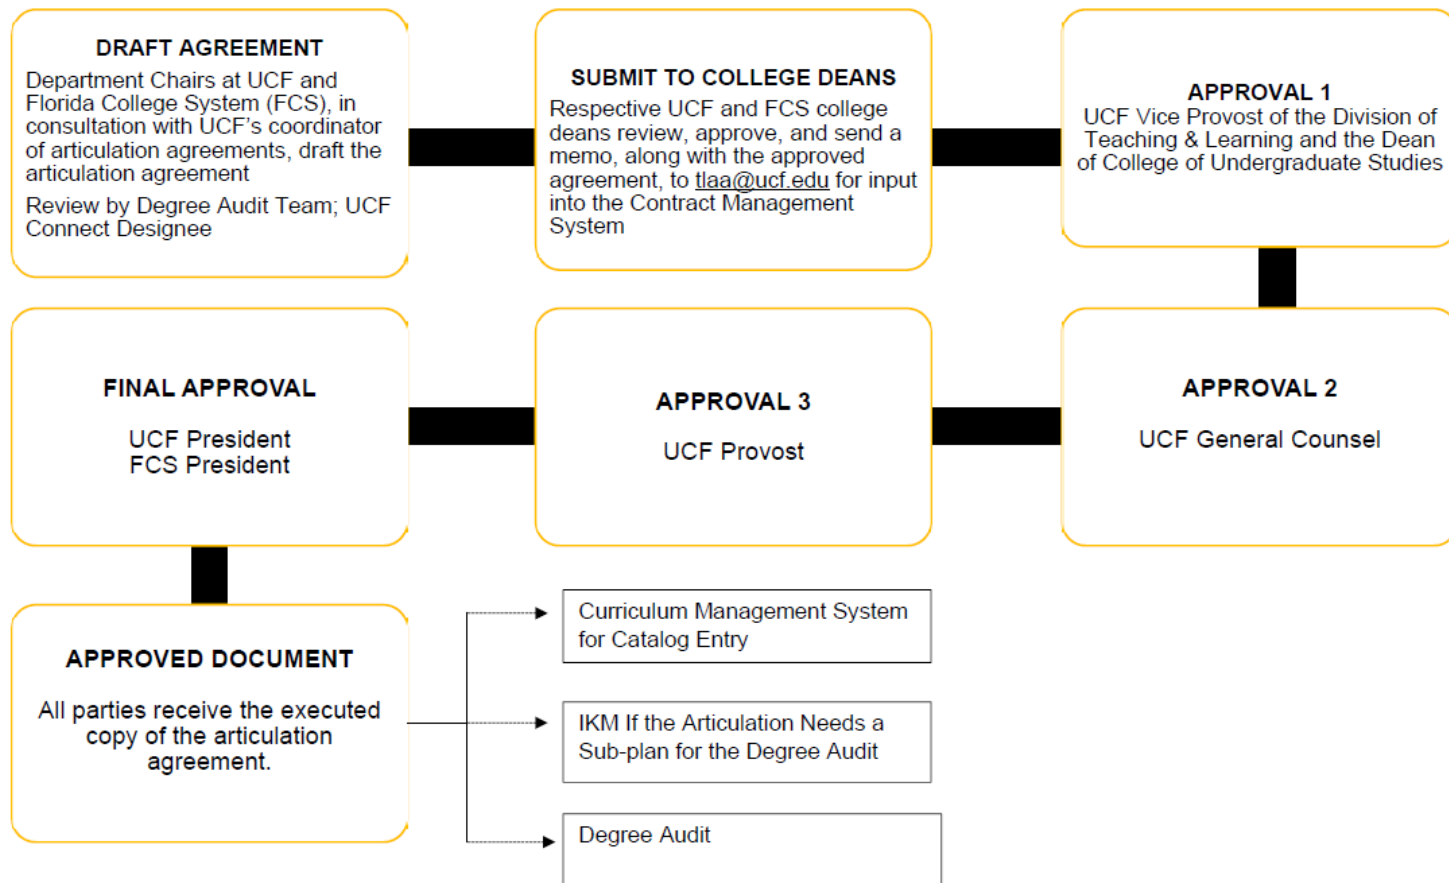 DRAFT AGREEMENT
Department Chairs at UCF and
Florida College System (FCS), in
consultation with UCF's coordinator
of articulation agreements, draft the
articulation agreement
Review by Degree Audit Team; UCF
Connect Designee
SUBMIT TO COLLEGE DEANS
Respective UCF and FCS college
deans review, approve, and send a
memo, along with the approved
agreement, to tlaa@ucf.edu for input
into the Contract Management
System
APPROVAL 1
UCF Vice Provost of the Division of
Teaching & Learning and the Dean
of College of Undergraduate Studies
APPROVAL 2
UCF General Counsel
APPROVAL 3
UCF Provost
FINAL APPROVAL
UCF President
FCS President
APPROVED DOCUMENT
All parties receive the executed
copy of the articulation
agreement.
Curriculum Management System
for Catalog Entry
IKM If the Articulation Needs a
Sub-plan for the Degree Audit
Degree Audit